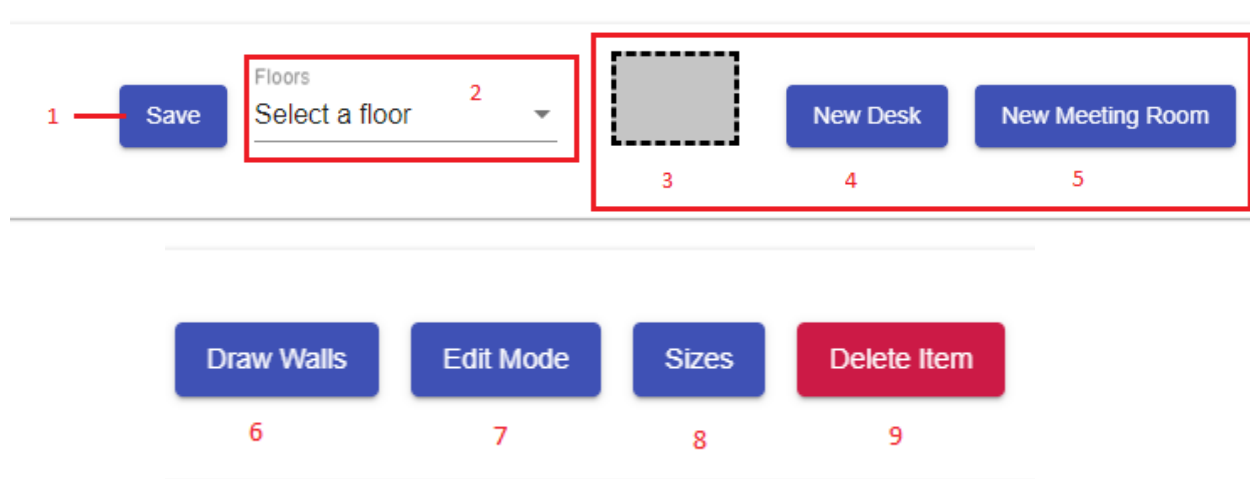 Floors
1 Save Select a floor 2 New Desk New Meeting Room
3 4 5
Draw Walls Edit Mode Sizes Delete Item
6 7 8 9